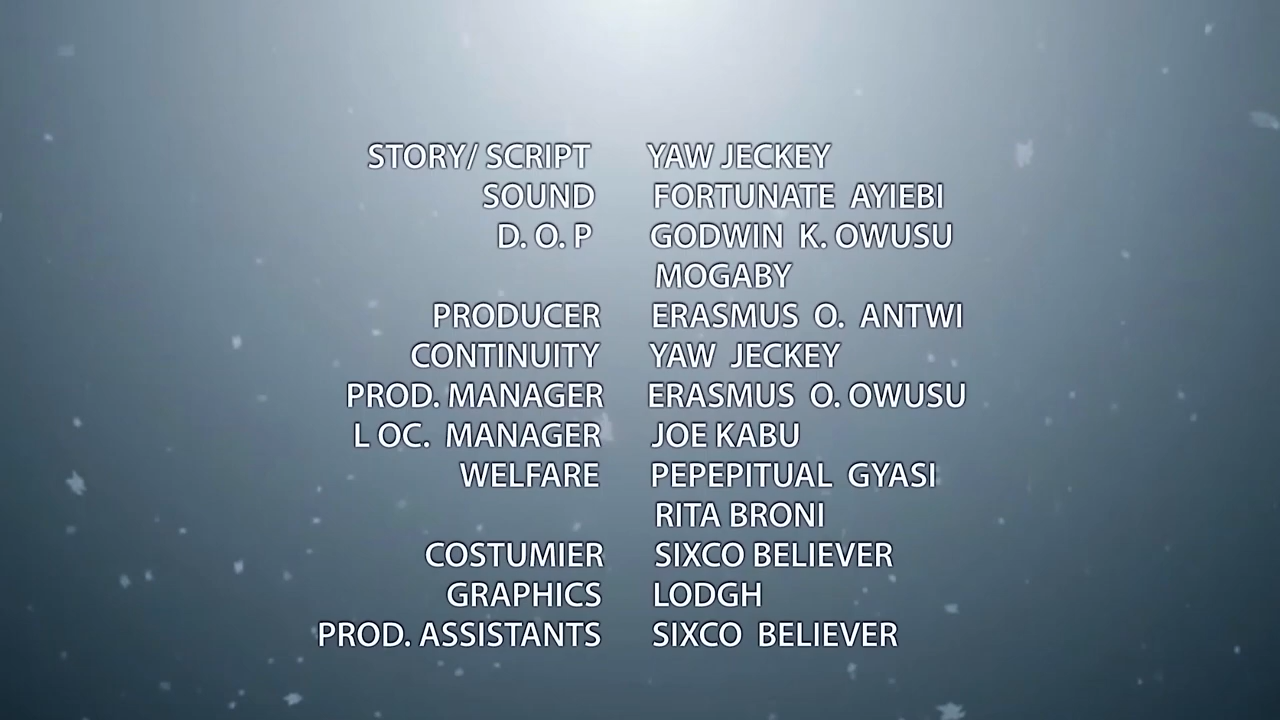 STORY/ SCRIPT YAW JECKEY
SOUND FORTUNATE AYIEBI
D. O. P GODWIN K. OWUSU
MOGABY
PRODUCER ERASMUS O. ANTWI
CONTINUITY YAW JECKEY
PROD. MANAGER ERASMUS O. OWUSU
L OC. MANAGER JOE KABU
WELFARE PEPEPITUAL GYASI
RITA BRONI
COSTUMIER SIXCO BELIEVER
GRAPHICS LODGH
PROD. ASSISTANTS SIXCO BELIEVER